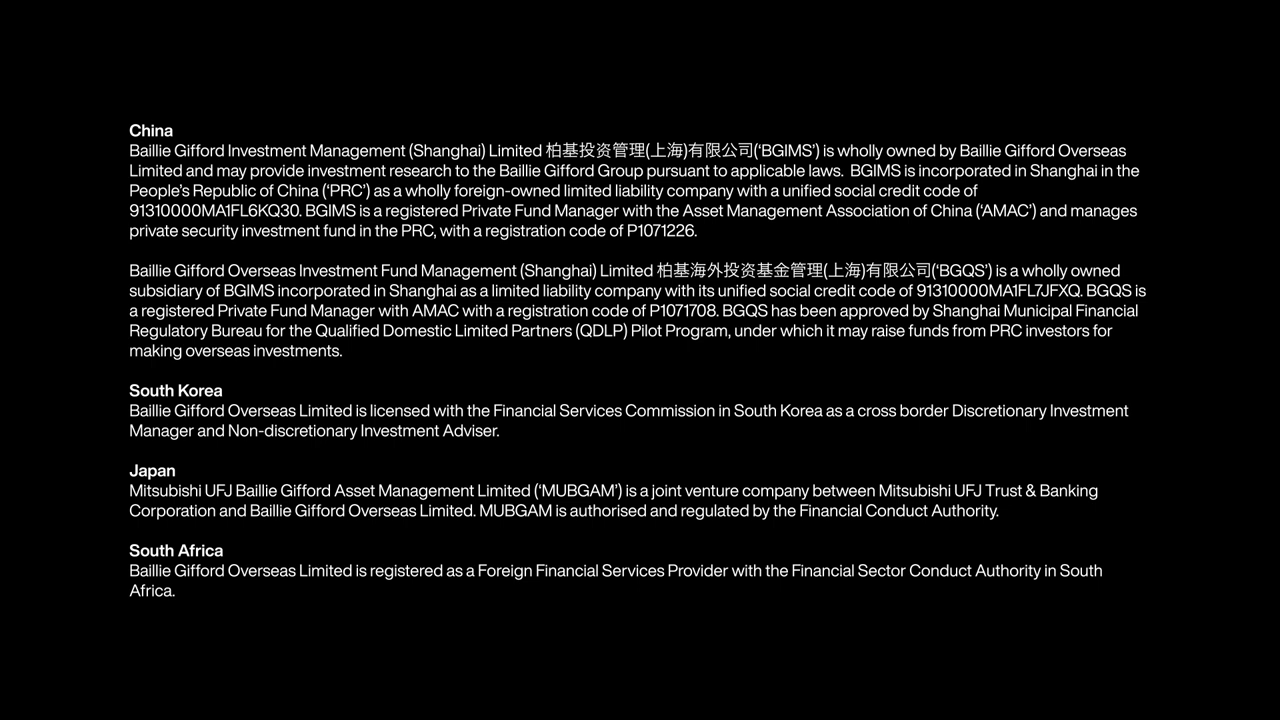 China
Baillie Gifford Investment Management (Shanghai) Limited 柏基投资管理(上海)有限公司(‘BGIMS’) is wholly owned by Baillie Gifford Overseas
Limited and may provide investment research to the Baillie Gifford Group pursuant to applicable laws.  BGIMS is incorporated in Shanghai in the
People’s Republic of China (‘PRC’) as a wholly foreign-owned limited liability company with a unified social credit code of
91310000MA1FL6KQ30. BGIMS is a registered Private Fund Manager with the Asset Management Association of China (‘AMAC’) and manages
private security investment fund in the PRC, with a registration code of P1071226.
Baillie Gifford Overseas Investment Fund Management (Shanghai) Limited 柏基海外投资基金管理(上海)有限公司(‘BGQS’) is a wholly owned
subsidiary of BGIMS incorporated in Shanghai as a limited liability company with its unified social credit code of 91310000MA1FL7JFXQ. BGQS is
a registered Private Fund Manager with AMAC with a registration code of P1071708. BGQS has been approved by Shanghai Municipal Financial
Regulatory Bureau for the Qualified Domestic Limited Partners (QDLP) Pilot Program, under which it may raise funds from PRC investors for
making overseas investments.
South Korea
Baillie Gifford Overseas Limited is licensed with the Financial Services Commission in South Korea as a cross border Discretionary Investment
Manager and Non-discretionary Investment Adviser.
Japan
Mitsubishi UFJ Baillie Gifford Asset Management Limited (‘MUBGAM’) is a joint venture company between Mitsubishi UFJ Trust & Banking
Corporation and Baillie Gifford Overseas Limited. MUBGAM is authorised and regulated by the Financial Conduct Authority.
South Africa
Baillie Gifford Overseas Limited is registered as a Foreign Financial Services Provider with the Financial Sector Conduct Authority in South
Africa.